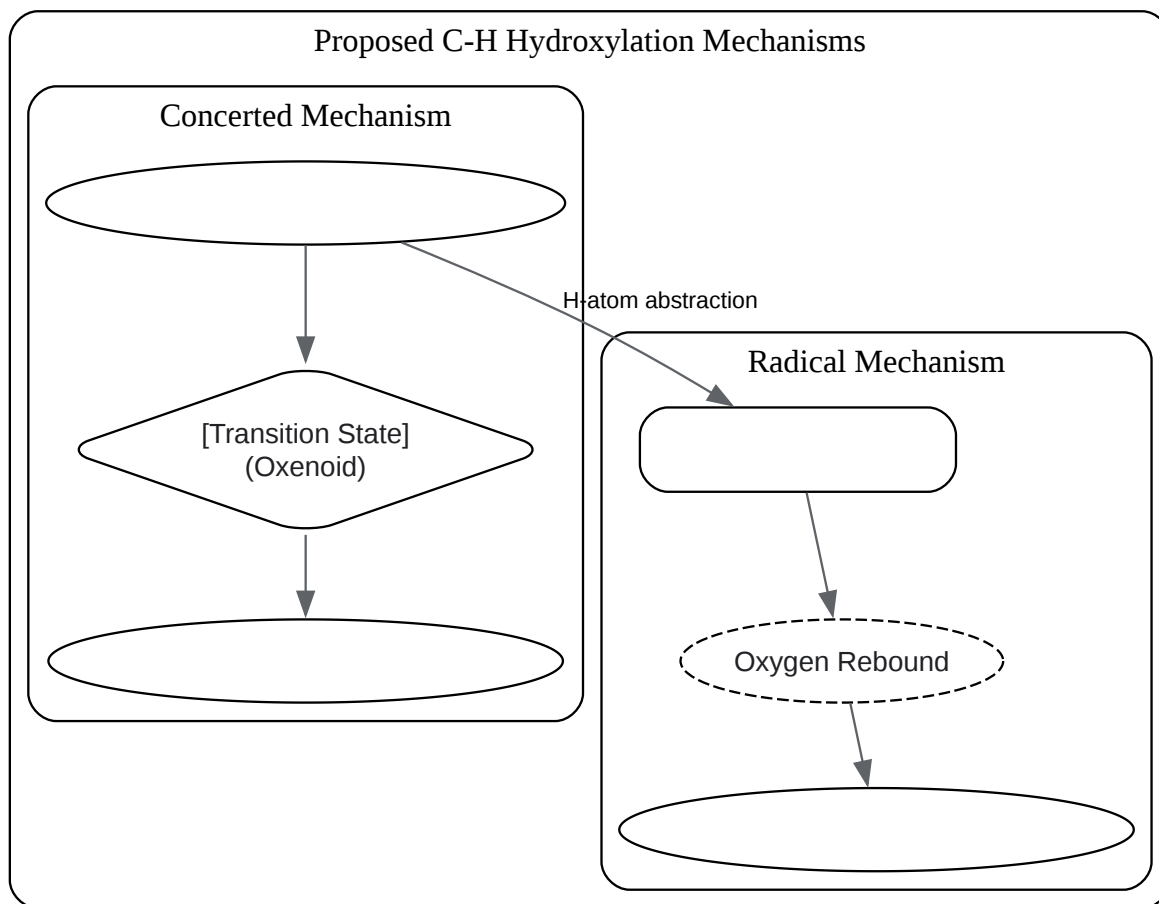 Proposed C-H Hydroxylation Mechanisms
Concerted Mechanism
H-atom abstraction
Radical Mechanism
[Transition State]
(Oxenoid)
Oxygen Rebound